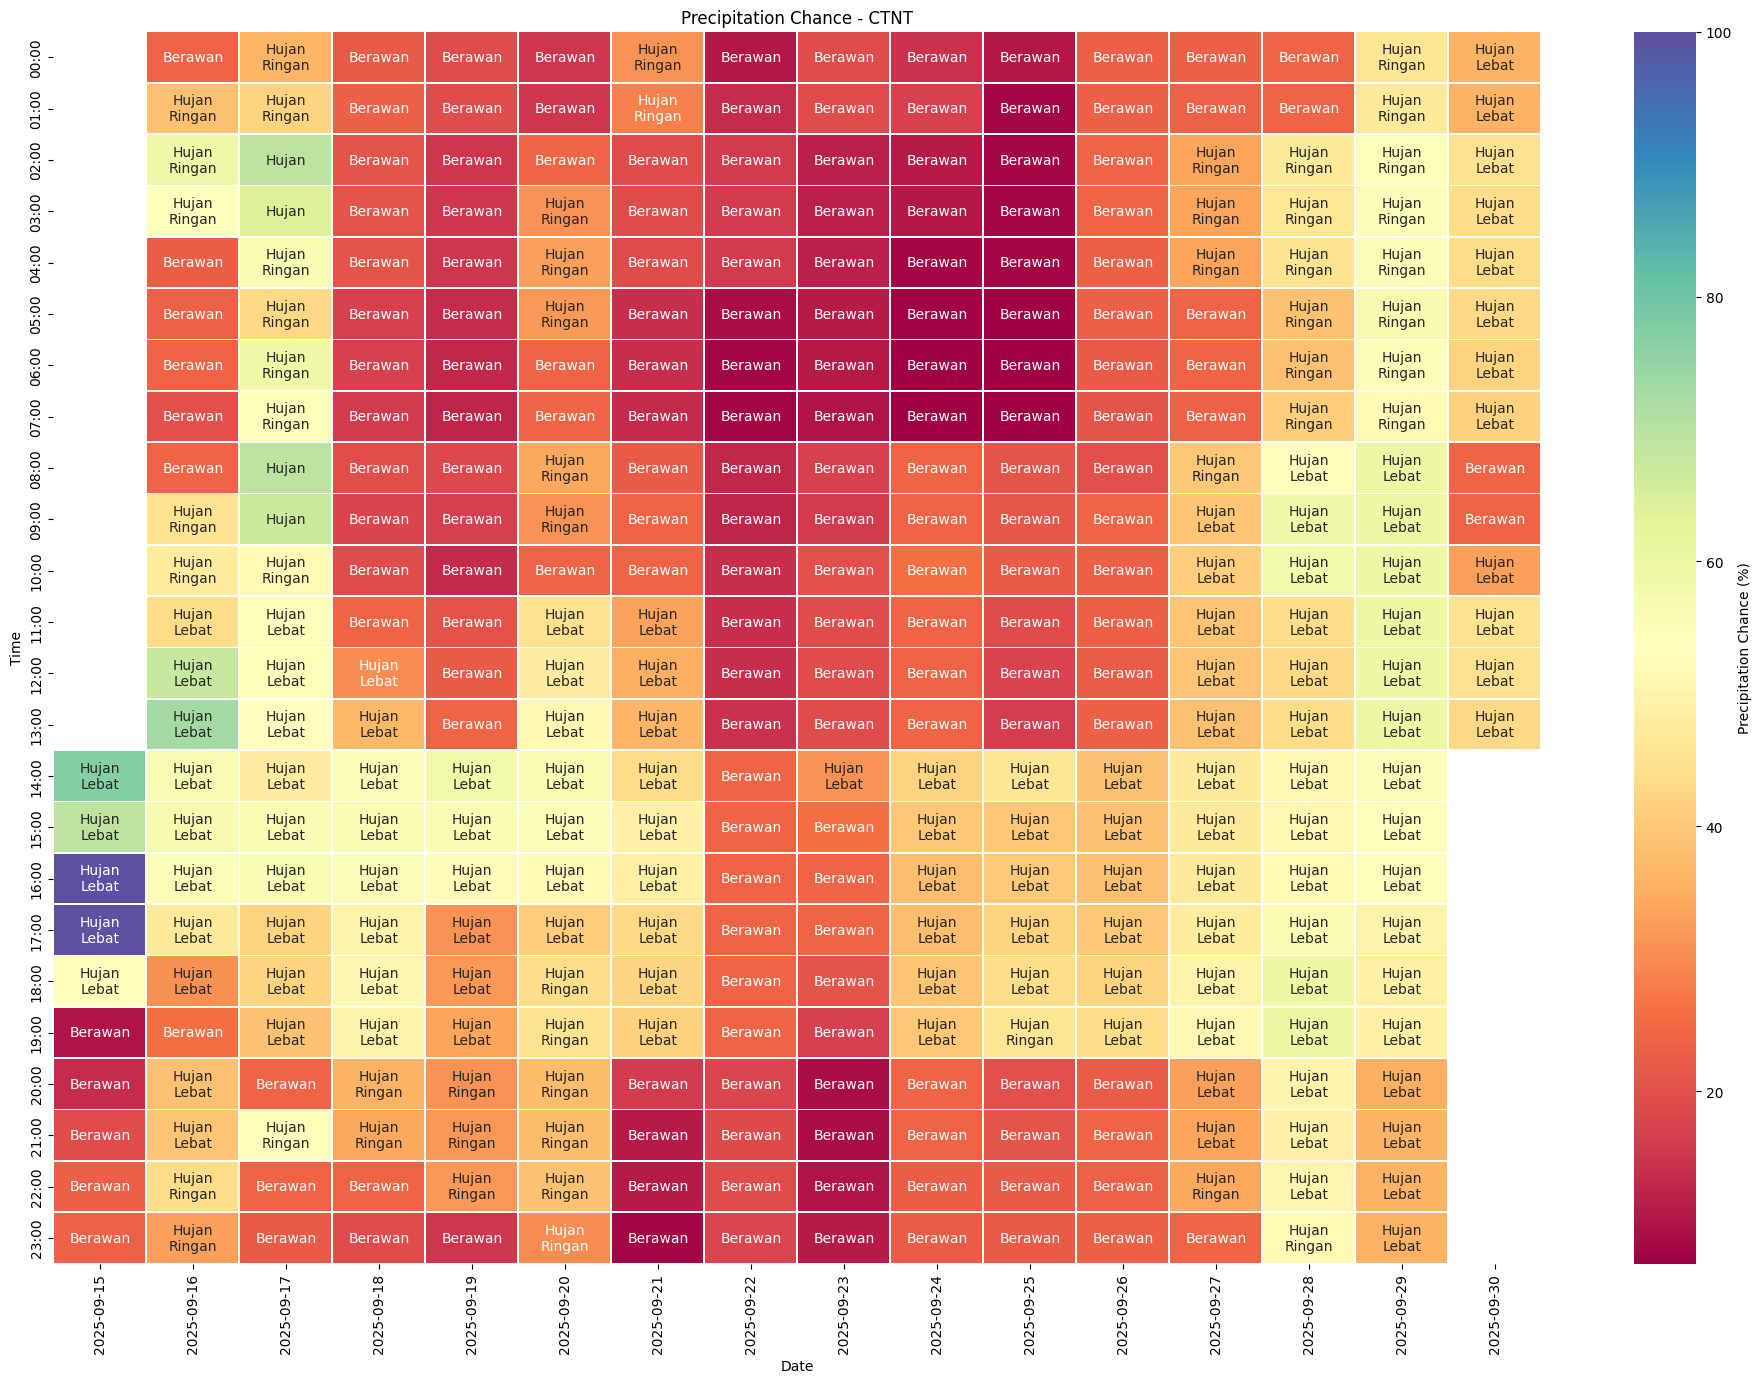 Precipitation Chance - CTNT
00:00 Berawan Hujan Ringan Berawan Berawan Berawan Hujan Ringan Berawan Berawan Berawan Berawan Berawan Berawan Berawan Hujan Ringan Hujan Lebat
01:00 Hujan Ringan Hujan Ringan Berawan Berawan Berawan Hujan Ringan Berawan Berawan Berawan Berawan Berawan Berawan Berawan Hujan Ringan Hujan Lebat
02:00 Hujan Ringan Hujan Berawan Berawan Berawan Berawan Berawan Berawan Berawan Berawan Berawan Hujan Ringan Hujan Ringan Hujan Ringan Hujan Lebat
03:00 Hujan Ringan Hujan Berawan Berawan Hujan Ringan Berawan Berawan Berawan Berawan Berawan Berawan Hujan Ringan Hujan Ringan Hujan Ringan Hujan Lebat
04:00 Berawan Hujan Ringan Berawan Berawan Hujan Ringan Berawan Berawan Berawan Berawan Berawan Berawan Hujan Ringan Hujan Ringan Hujan Ringan Hujan Lebat
05:00 Berawan Hujan Ringan Berawan Berawan Hujan Ringan Berawan Berawan Berawan Berawan Berawan Berawan Berawan Hujan Ringan Hujan Ringan Hujan Lebat
06:00 Berawan Hujan Ringan Berawan Berawan Berawan Berawan Berawan Berawan Berawan Berawan Berawan Berawan Hujan Ringan Hujan Ringan Hujan Lebat
07:00 Berawan Hujan Ringan Berawan Berawan Berawan Berawan Berawan Berawan Berawan Berawan Berawan Berawan Hujan Ringan Hujan Ringan Hujan Lebat
08:00 Berawan Hujan Berawan Berawan Hujan Ringan Berawan Berawan Berawan Berawan Berawan Berawan Hujan Ringan Hujan Lebat Hujan Lebat Berawan
09:00 Hujan Ringan Hujan Berawan Berawan Hujan Ringan Berawan Berawan Berawan Berawan Berawan Berawan Hujan Lebat Hujan Lebat Hujan Lebat Berawan
10:00 Hujan Ringan Hujan Ringan Berawan Berawan Berawan Berawan Berawan Berawan Berawan Berawan Berawan Hujan Lebat Hujan Lebat Hujan Lebat Hujan Lebat
11:00 Hujan Lebat Hujan Lebat Berawan Berawan Hujan Lebat Hujan Lebat Berawan Berawan Berawan Berawan Berawan Hujan Lebat Hujan Lebat Hujan Lebat Hujan Lebat
12:00 Hujan Lebat Hujan Lebat Hujan Lebat Berawan Hujan Lebat Hujan Lebat Berawan Berawan Berawan Berawan Berawan Hujan Lebat Hujan Lebat Hujan Lebat Hujan Lebat
13:00 Hujan Lebat Hujan Lebat Hujan Lebat Berawan Hujan Lebat Hujan Lebat Berawan Berawan Berawan Berawan Berawan Hujan Lebat Hujan Lebat Hujan Lebat Hujan Lebat
14:00 Hujan Lebat Hujan Lebat Hujan Lebat Hujan Lebat Hujan Lebat Hujan Lebat Hujan Lebat Berawan Hujan Lebat Hujan Lebat Hujan Lebat Hujan Lebat Hujan Lebat Hujan Lebat Hujan Lebat
15:00 Hujan Lebat Hujan Lebat Hujan Lebat Hujan Lebat Hujan Lebat Hujan Lebat Hujan Lebat Berawan Berawan Hujan Lebat Hujan Lebat Hujan Lebat Hujan Lebat Hujan Lebat Hujan Lebat
16:00 Hujan Lebat Hujan Lebat Hujan Lebat Hujan Lebat Hujan Lebat Hujan Lebat Hujan Lebat Berawan Berawan Hujan Lebat Hujan Lebat Hujan Lebat Hujan Lebat Hujan Lebat Hujan Lebat
17:00 Hujan Lebat Hujan Lebat Hujan Lebat Hujan Lebat Hujan Lebat Hujan Lebat Hujan Lebat Berawan Berawan Hujan Lebat Hujan Lebat Hujan Lebat Hujan Lebat Hujan Lebat Hujan Lebat
18:00 Hujan Lebat Hujan Lebat Hujan Lebat Hujan Lebat Hujan Lebat Hujan Ringan Hujan Lebat Berawan Berawan Hujan Lebat Hujan Lebat Hujan Lebat Hujan Lebat Hujan Lebat Hujan Lebat
19:00 Berawan Berawan Hujan Lebat Hujan Lebat Hujan Lebat Hujan Ringan Hujan Lebat Berawan Berawan Hujan Lebat Hujan Ringan Hujan Lebat Hujan Lebat Hujan Lebat Hujan Lebat
20:00 Berawan Hujan Lebat Berawan Hujan Ringan Hujan Ringan Hujan Ringan Berawan Berawan Berawan Berawan Berawan Berawan Hujan Lebat Hujan Lebat Hujan Lebat
21:00 Berawan Hujan Lebat Hujan Ringan Hujan Ringan Hujan Ringan Hujan Ringan Berawan Berawan Berawan Berawan Berawan Berawan Hujan Lebat Hujan Lebat Hujan Lebat
22:00 Berawan Hujan Ringan Berawan Berawan Hujan Ringan Hujan Ringan Berawan Berawan Berawan Berawan Berawan Berawan Hujan Ringan Hujan Lebat Hujan Lebat
23:00 Berawan Hujan Ringan Berawan Berawan Berawan Hujan Ringan Berawan Berawan Berawan Berawan Berawan Berawan Berawan Hujan Ringan Hujan Lebat
Time
2025-09-15 2025-09-16 2025-09-17 2025-09-18 2025-09-19 2025-09-20 2025-09-21 2025-09-22 2025-09-23 2025-09-24 2025-09-25 2025-09-26 2025-09-27 2025-09-28 2025-09-29 2025-09-30
Date
100
80
60
40
20
Precipitation Chance (%)